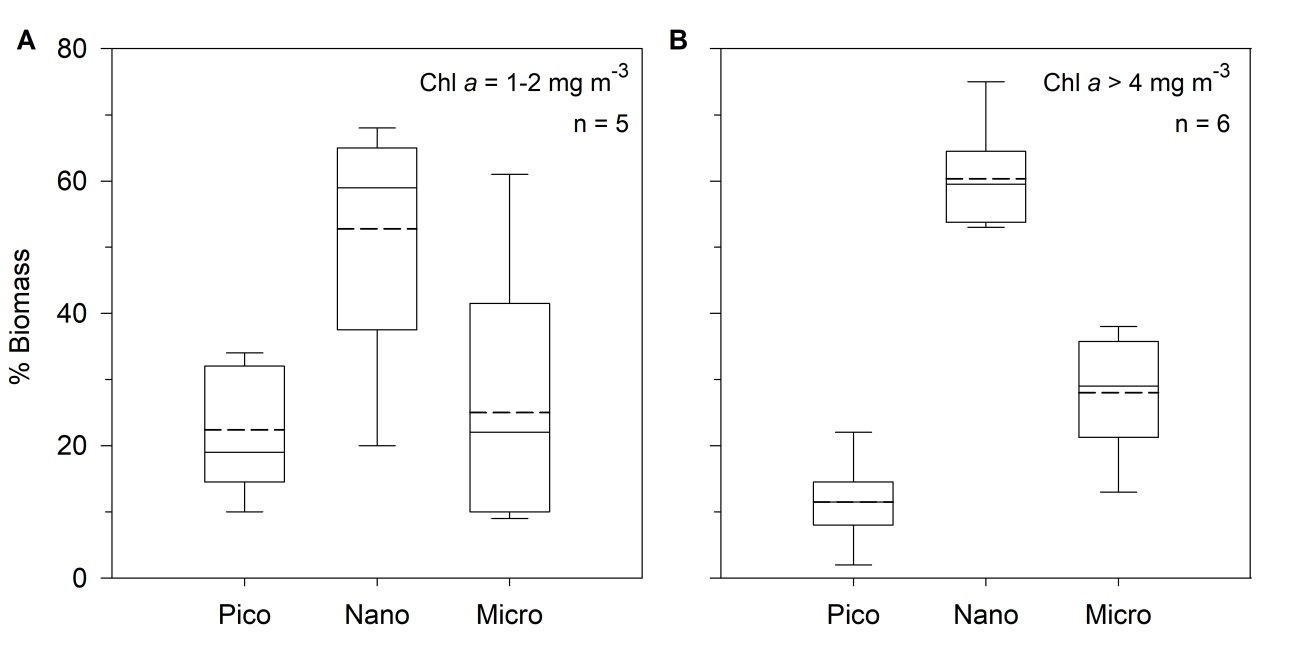 A
B
Chl a = 1-2 mg m⁻³
n = 5
Chl a > 4 mg m⁻³
n = 6
% Biomass
80
60
40
20
0
Pico Nano Micro
Pico Nano Micro